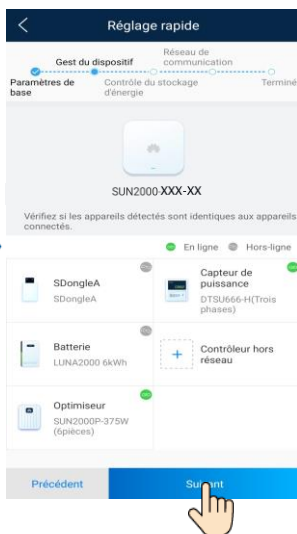 Réglage rapide
Réseau de
Gest du dispositif communication
Paramètres de Contrôle du stockage Terminé
base d'énergie
SUN2000-XXX-XX
Vérifiez si les appareils détectés sont identiques aux appareils
connectés.
En ligne Hors-ligne
SDongleA
SDongleA
Capteur de
puissance
DTSU666-H(Trois
phases)
Batterie
LUNA2000 6kWh
Contrôleur hors
réseau
Optimiseur
SUN2000P-375W
(6pièces)
Précédent Suivant